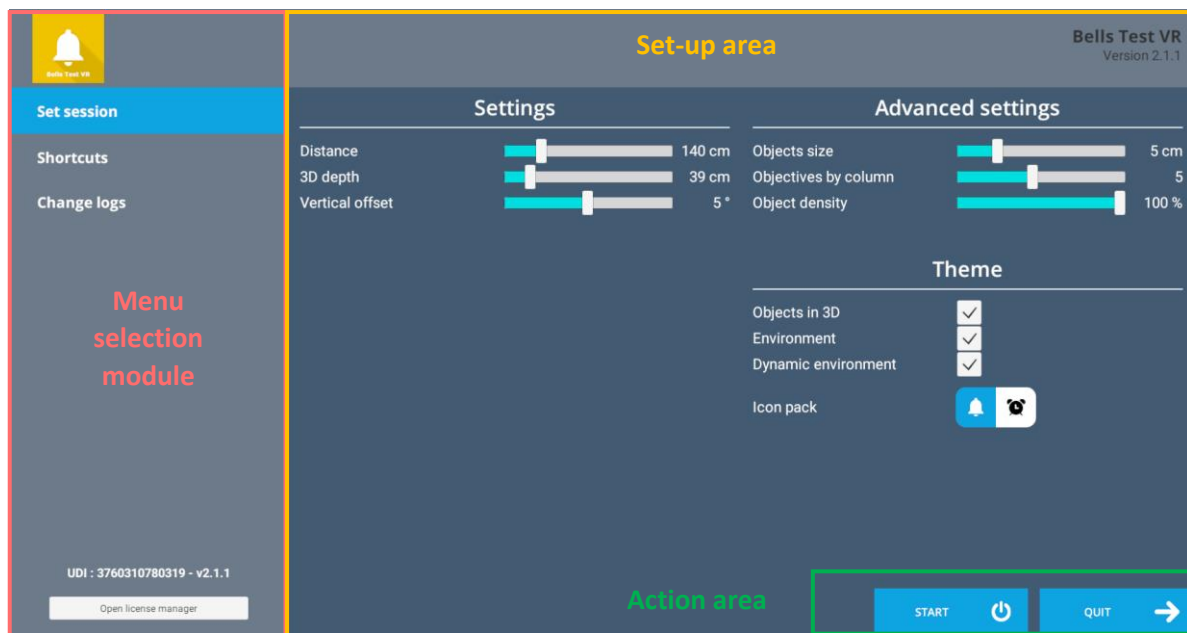 Bells Test VR
Set session
Shortcuts
Change logs
Menu
selection
module
UDI : 3760310780319 - v2.1.1
Open license manager
Set-up area
Bells Test VR
Version 2.1.1
Settings
Distance 140 cm
3D depth 39 cm
Vertical offset 5 °
Advanced settings
Objects size 5 cm
Objectives by column 5
Object density 100 %
Theme
Objects in 3D
Environment
Dynamic environment
Icon pack
Action area
START
QUIT